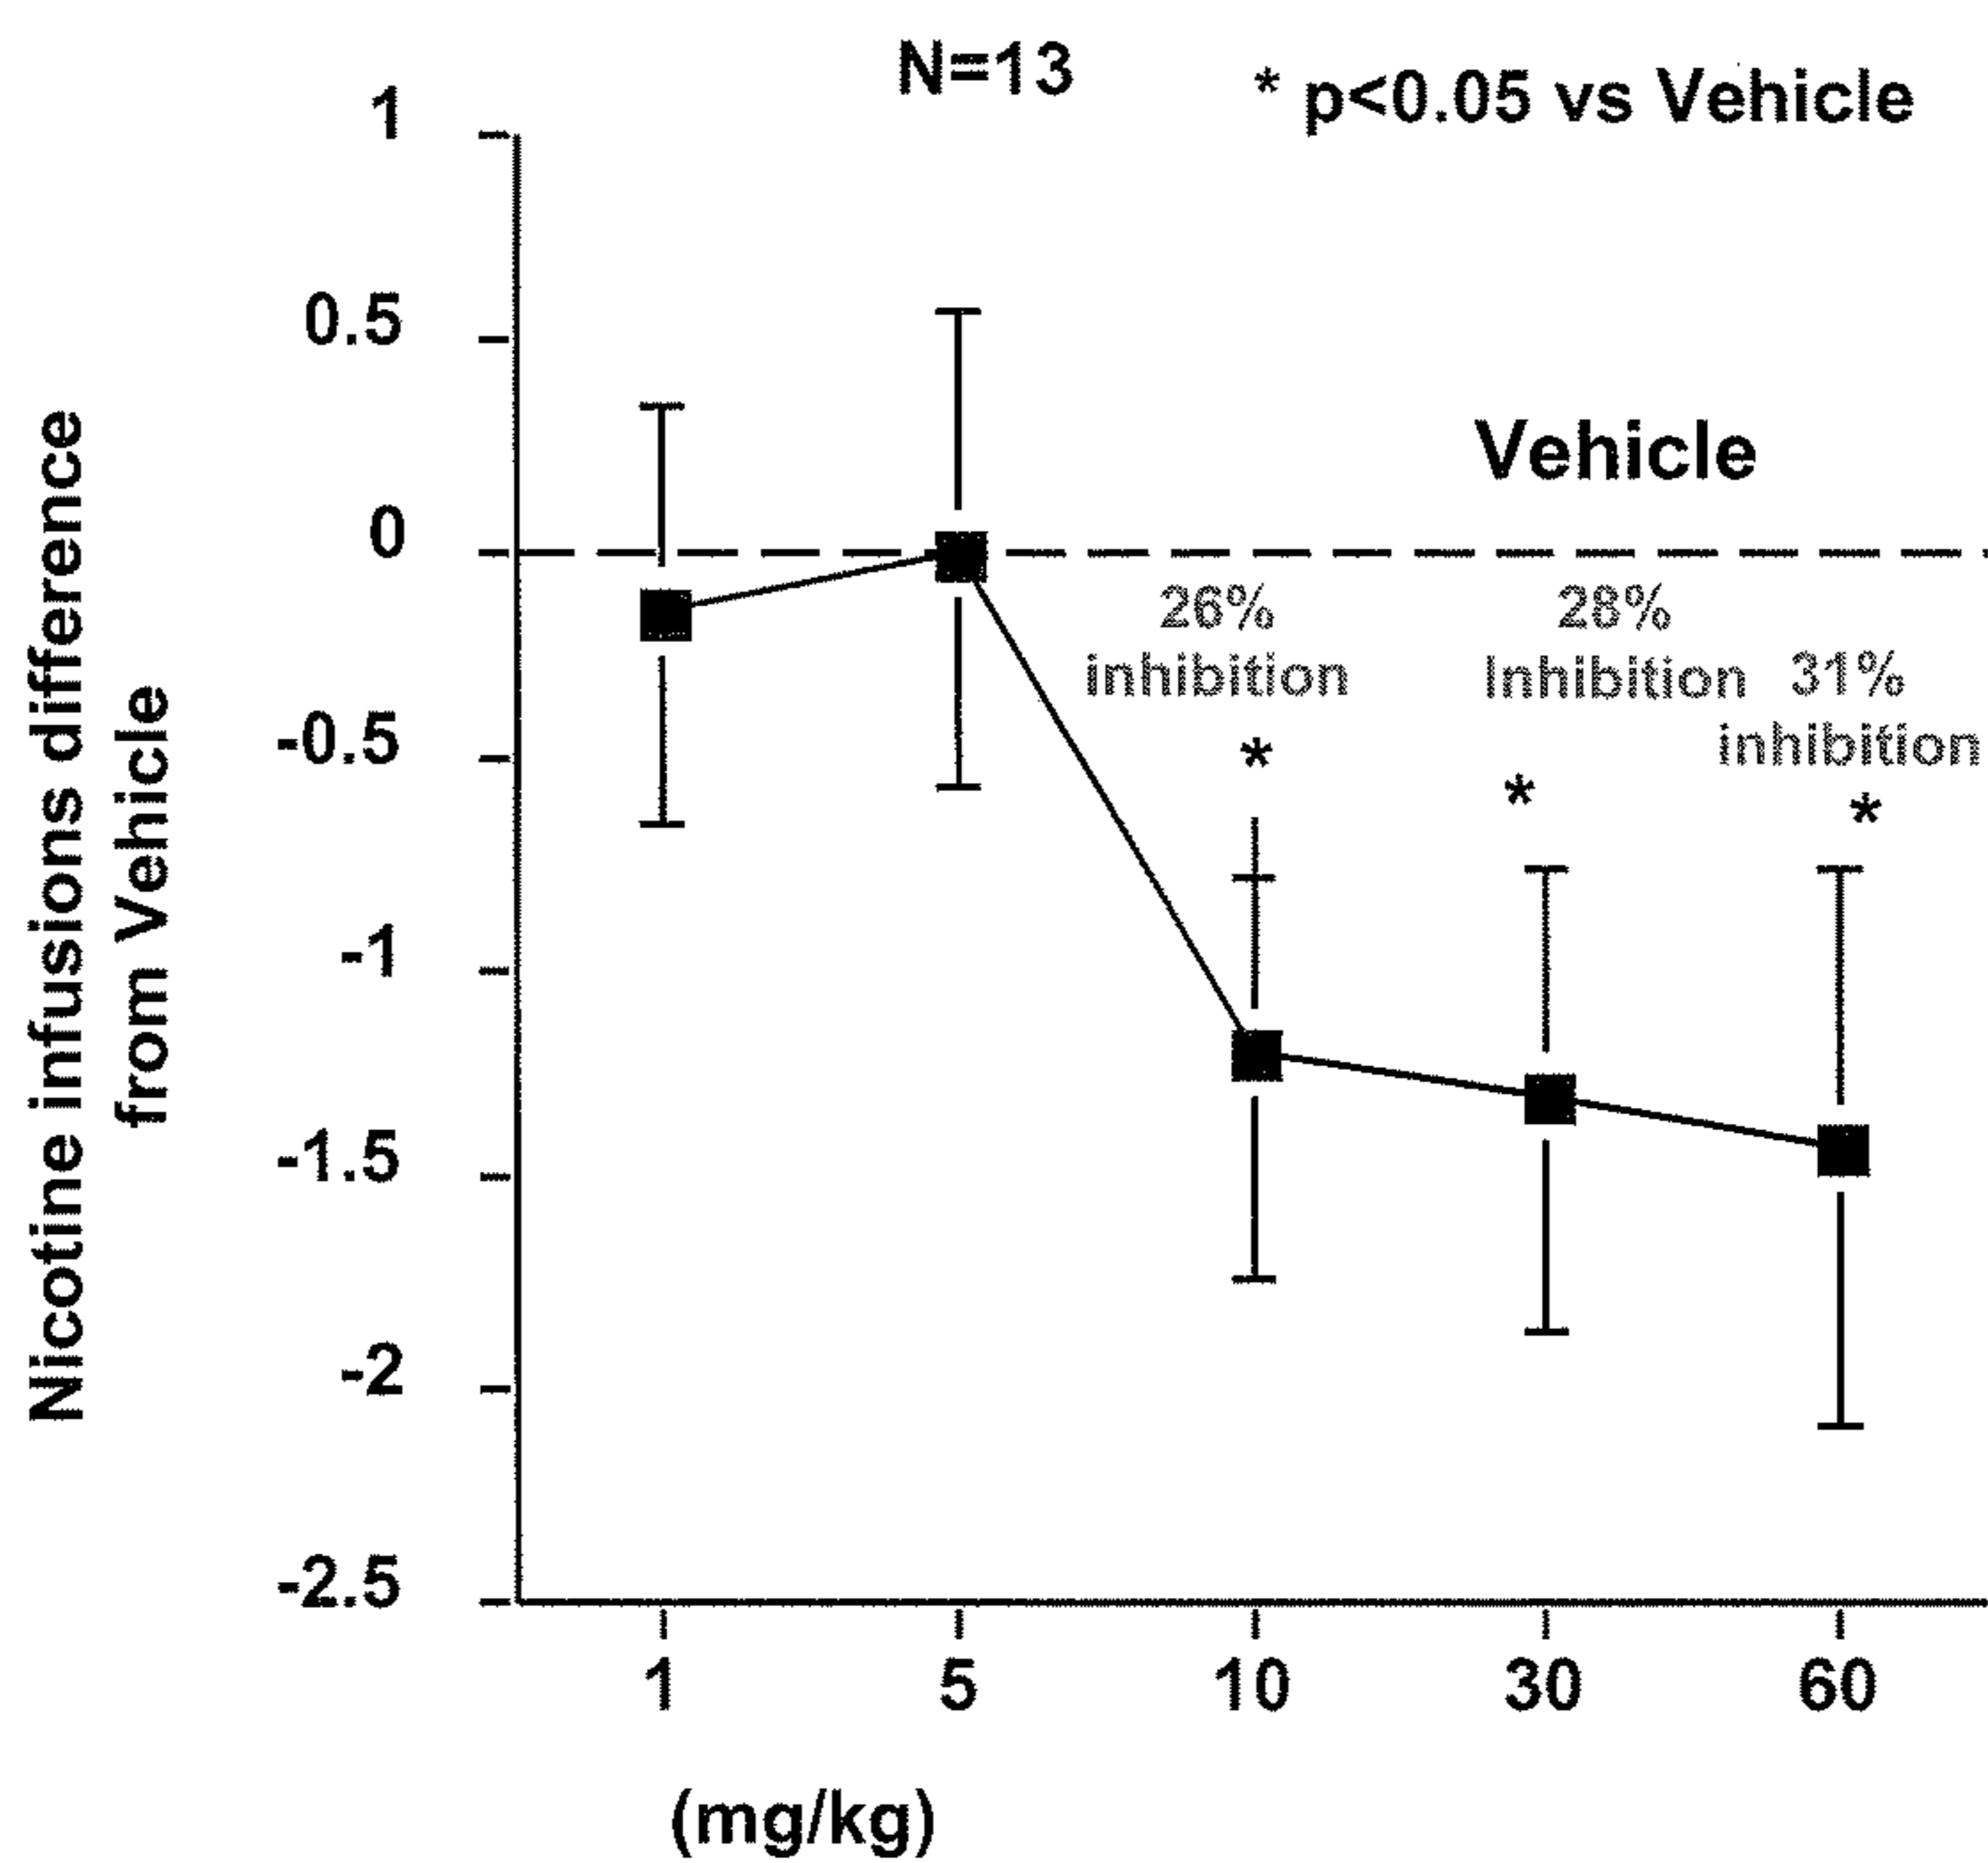 N=13
* p<0.05 vs Vehicle
1
0.5
0
-0.5
-1
-1.5
-2
-2.5
Nicotine infusions difference
from Vehicle
Vehicle
26%
inhibition
28%
Inhibition
31%
inhibition
*
*
*
1 5 10 30 60
(mg/kg)